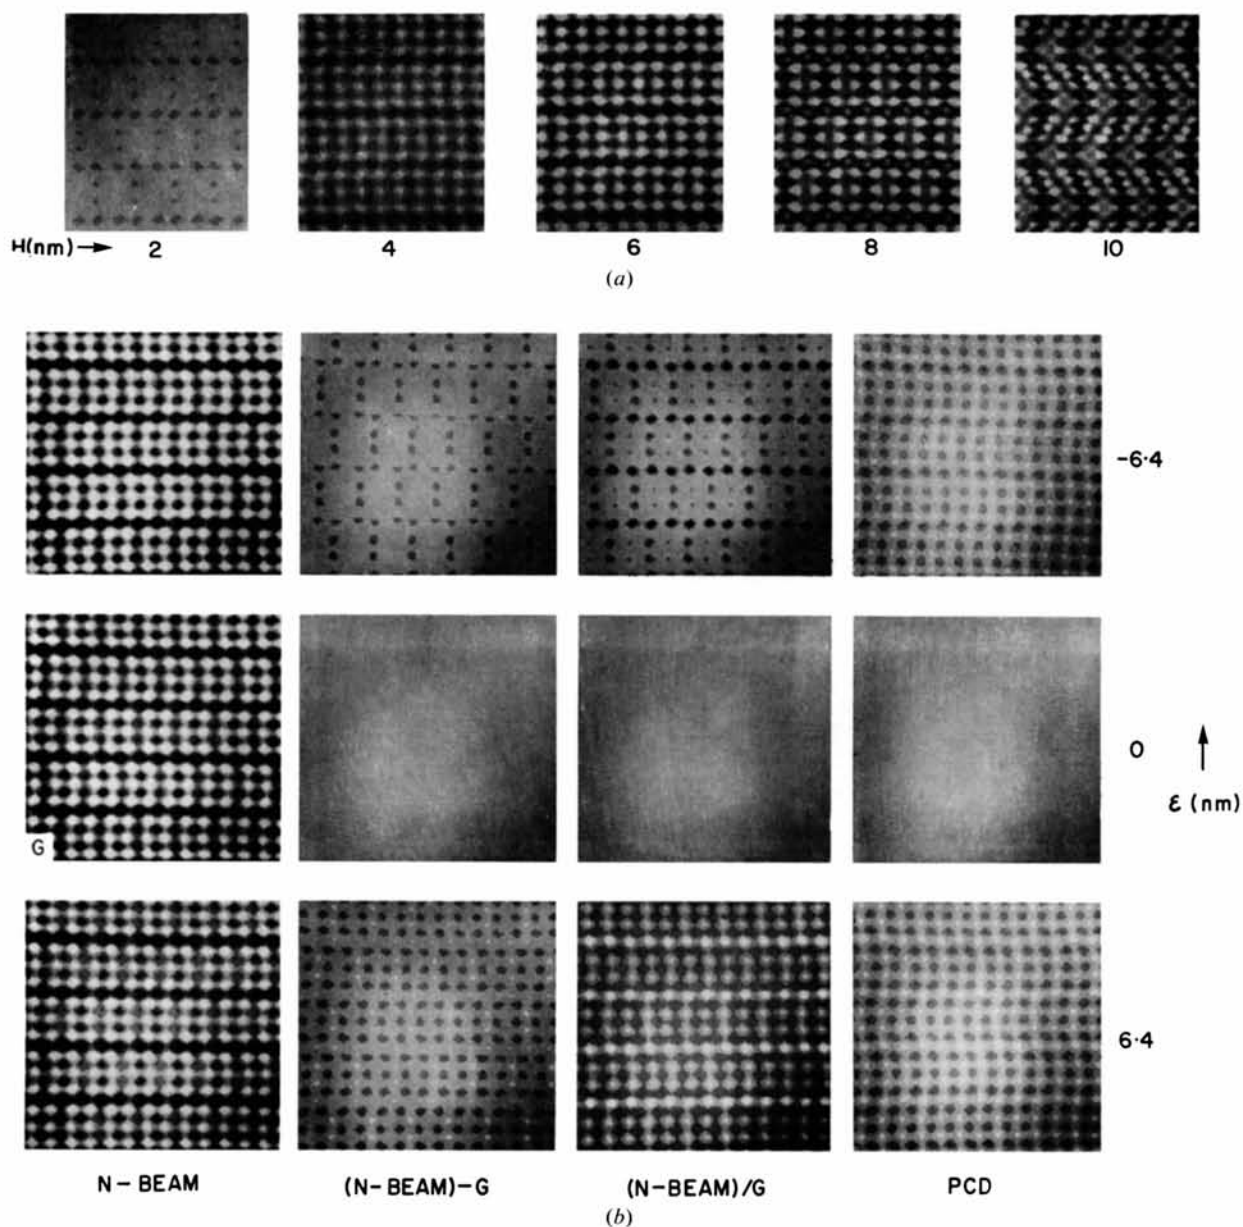 H(nm) → 2 4 6 8 10
(a)
-6·4
0
ε (nm)
G
6·4
N-BEAM (N-BEAM)-G (N-BEAM)/G PCD
(b)